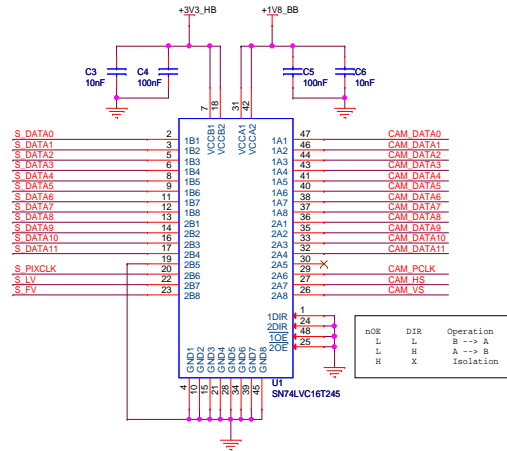 +3V3_HB
+1V8_BB
C3
10nF
C4
100nF
C5
100nF
C6
10nF
7
18
31
42
VCCB1
VCCB2
VCCA1
VCCA2
S_DATA0 2 1B1 1A1 47 CAM_DATA0
S_DATA1 3 1B2 1A2 46 CAM_DATA1
S_DATA2 5 1B3 1A3 44 CAM_DATA2
S_DATA3 6 1B4 1A4 43 CAM_DATA3
S_DATA4 8 1B5 1A5 41 CAM_DATA4
S_DATA5 9 1B6 1A6 40 CAM_DATA5
S_DATA6 11 1B7 1A7 38 CAM_DATA6
S_DATA7 12 1B8 1A8 37 CAM_DATA7
S_DATA8 13 2B1 2A1 36 CAM_DATA8
S_DATA9 14 2B2 2A2 35 CAM_DATA9
S_DATA10 16 2B3 2A3 33 CAM_DATA10
S_DATA11 17 2B4 2A4 32 CAM_DATA11
19 2B5 2A5 30
S_PIXCLK 20 2B6 2A6 29 CAM_PCLK
S_LV 22 2B7 2A7 27 CAM_HS
S_FV 23 2B8 2A8 26 CAM_VS
1DIR 1
2DIR 24
1OE 48
2OE 25
GND1
GND2
GND3
GND4
GND5
GND6
GND7
GND8
4
10
15
21
28
34
39
45
U1
SN74LVC16T245
nOE DIR Operation
L L B --> A
L H A --> B
H X Isolation